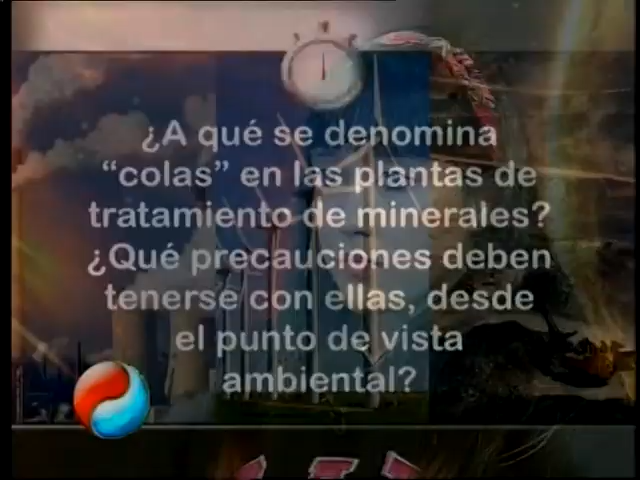 ¿A qué se denomina
“colas” en las plantas de
tratamiento de minerales?
¿Qué precauciones deben
tenerse con ellas, desde
el punto de vista
ambiental?